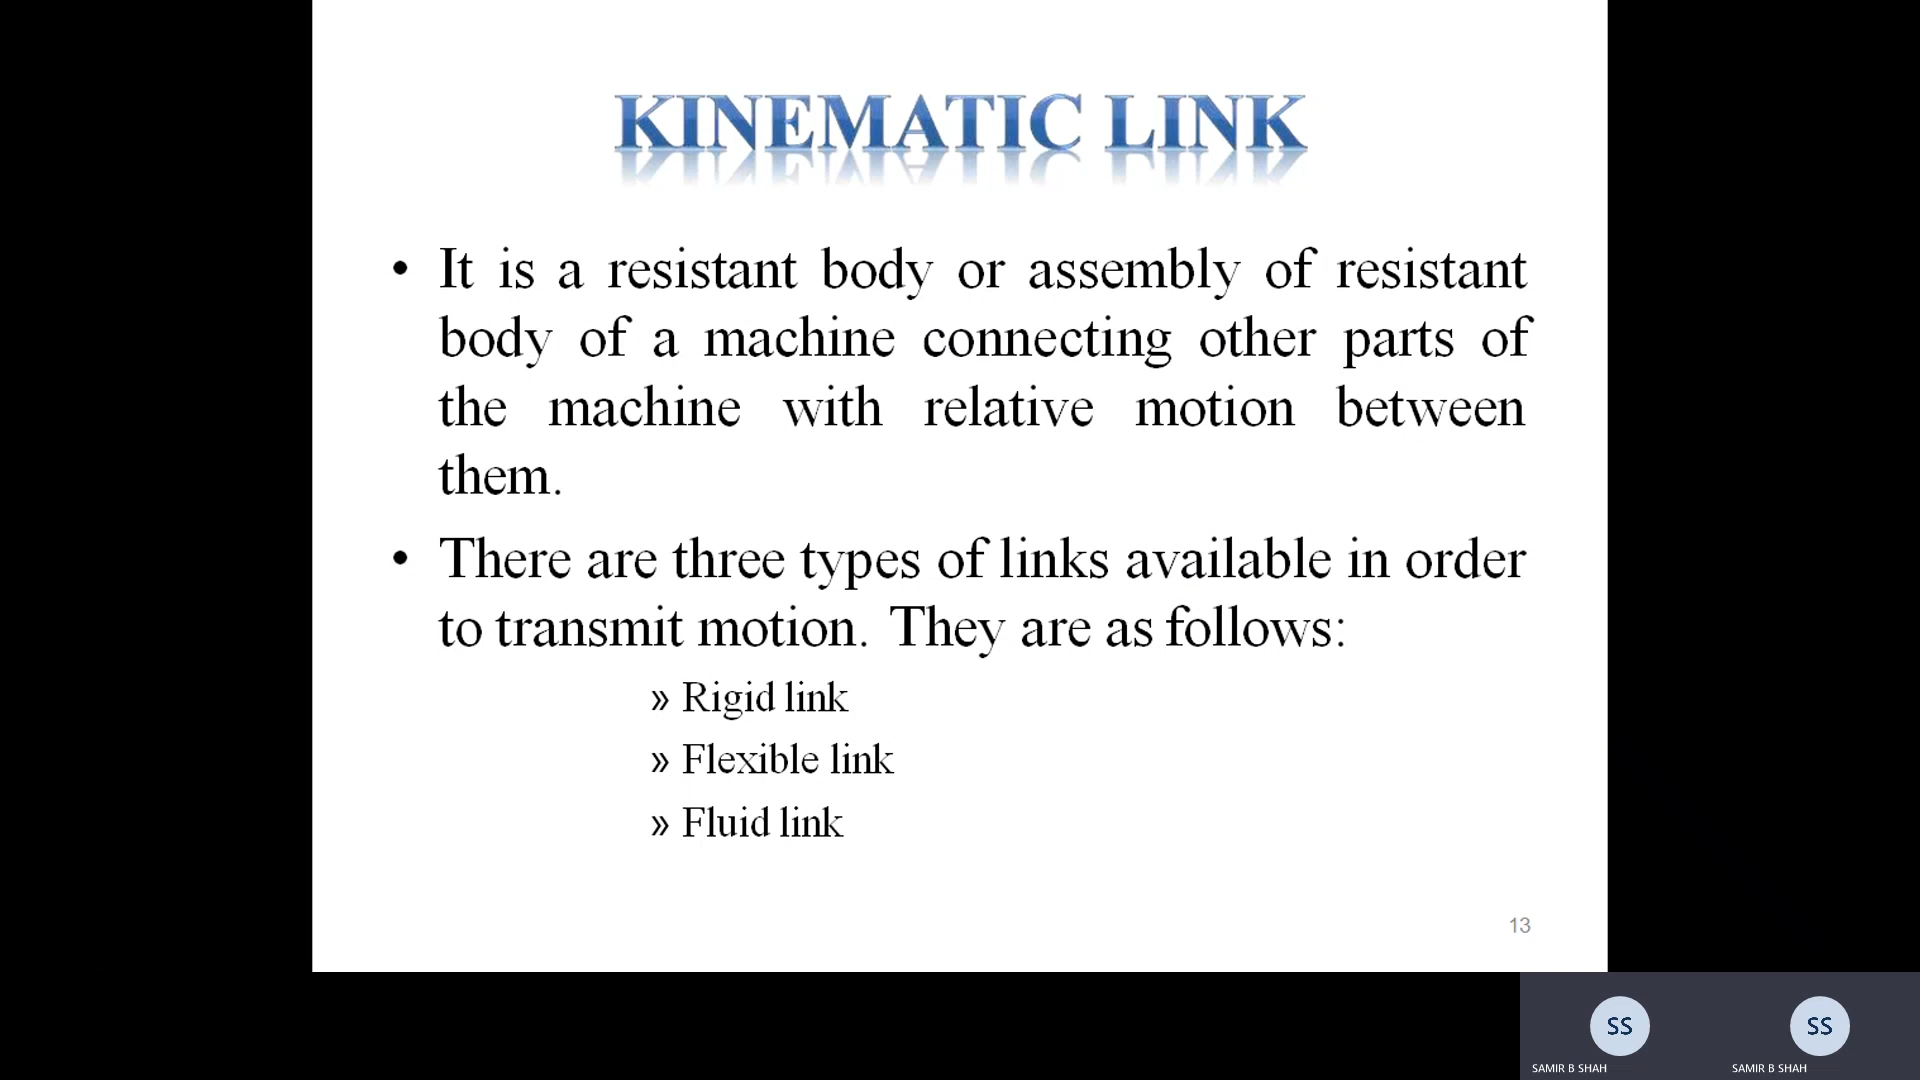 KINEMATIC LINK
• It is a resistant body or assembly of resistant
body of a machine connecting other parts of
the machine with relative motion between
them.
• There are three types of links available in order
to transmit motion. They are as follows:
» Rigid link
» Flexible link
» Fluid link
13
SS SS
SAMIR B SHAH SAMIR B SHAH